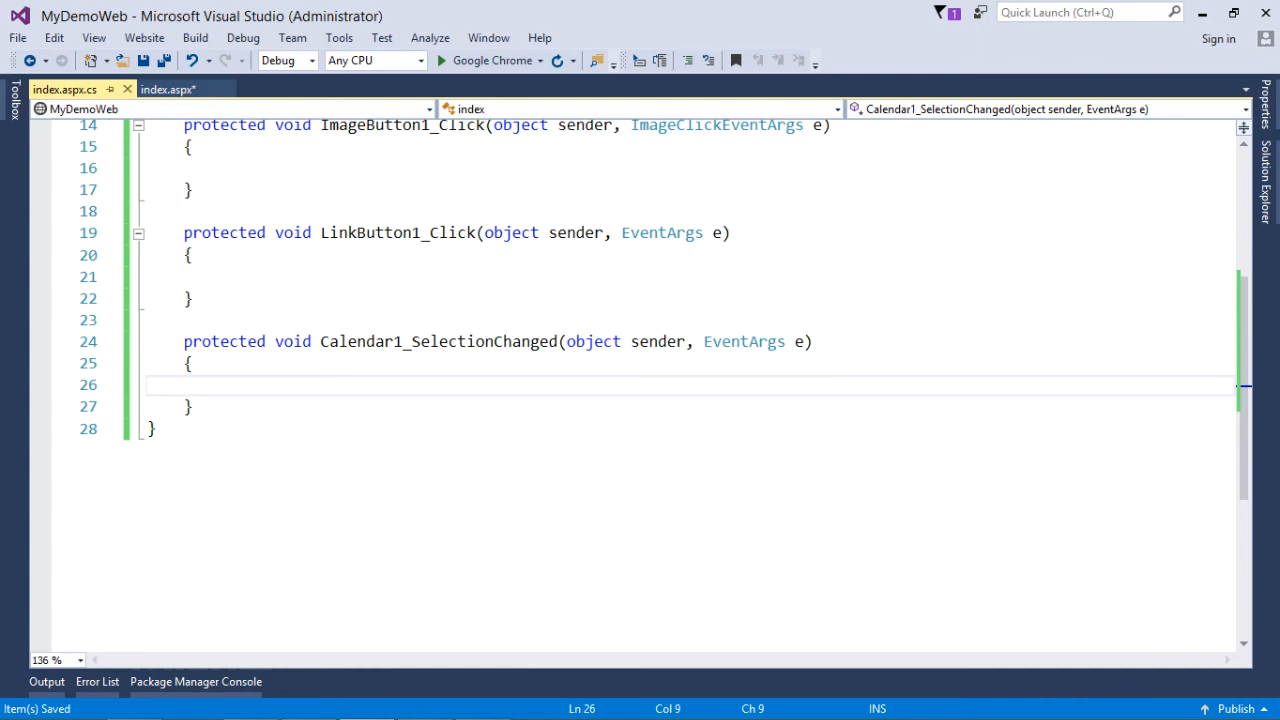 MyDemoWeb - Microsoft Visual Studio (Administrator)
1
Quick Launch (Ctrl+Q)
File Edit View Website Build Debug Team Tools Test Analyze Window Help
Sign in
Debug Any CPU Google Chrome
index.aspx.cs index.aspx*
MyDemoWeb index Calendar1_SelectionChanged(object sender, EventArgs e)
Toolbox
Properties
Solution Explorer
14 protected void ImageButton1_Click(object sender, ImageClickEventArgs e)
15 {
16
17 }
18
19 protected void LinkButton1_Click(object sender, EventArgs e)
20 {
21
22 }
23
24 protected void Calendar1_SelectionChanged(object sender, EventArgs e)
25 {
26
27 }
28 }
136 %
Output Error List Package Manager Console
Item(s) Saved Ln 26 Col 9 Ch 9 INS Publish